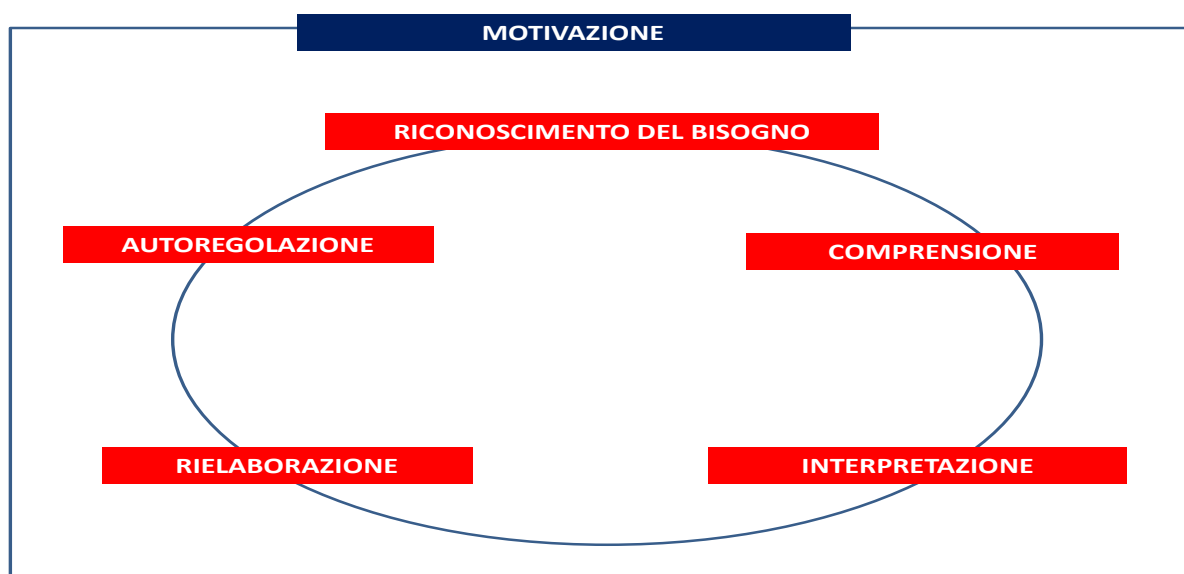 MOTIVAZIONE
RICONOSCIMENTO DEL BISOGNO
AUTOREGOLAZIONE
COMPRENSIONE
RIELABORAZIONE
INTERPRETAZIONE